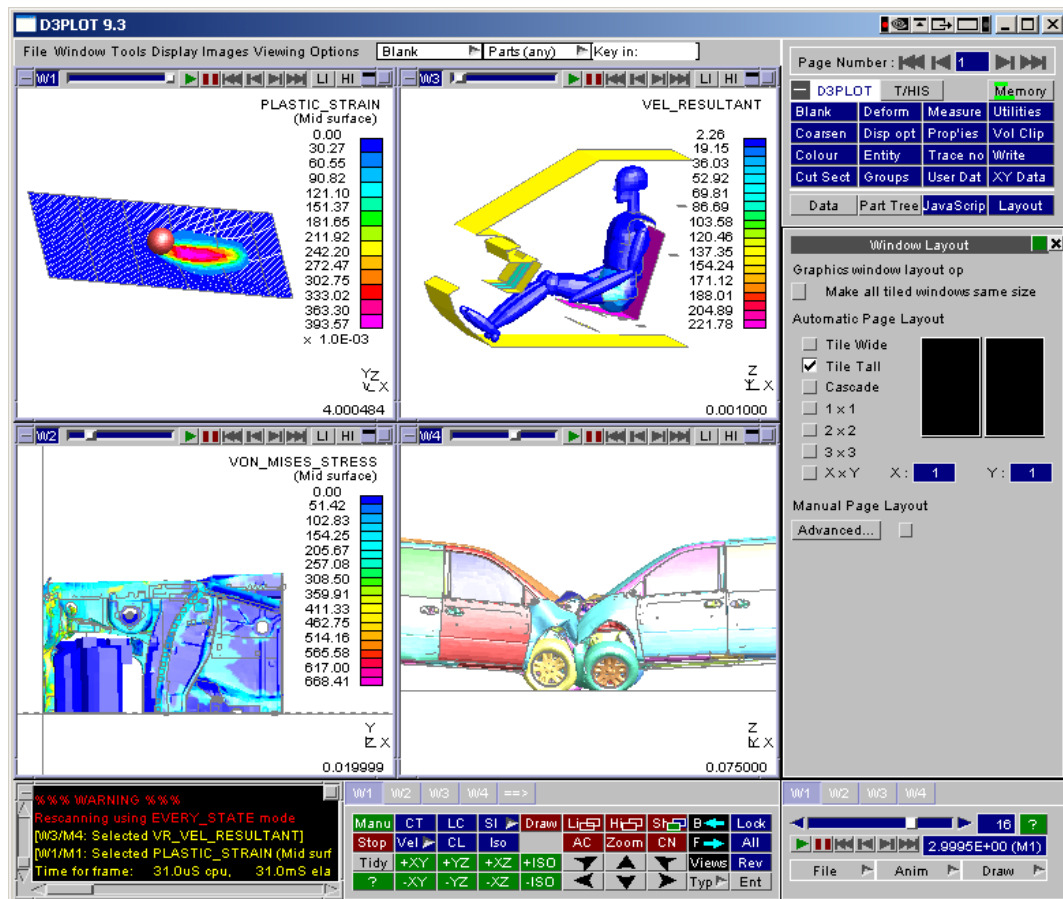 D3PLOT 9.3
File Window Tools Display Images Viewing Options Blank Parts (any) Key in:
W1 LI HI
PLASTIC_STRAIN
(Mid surface)
0.00
30.27
60.55
90.82
121.10
151.37
181.65
211.92
242.20
272.47
302.75
333.02
363.30
393.57
x 1.0E-03
YZ
X
4.000484
W3 LI HI
VEL_RESULTANT
2.26
19.15
36.03
52.92
69.81
86.69
103.58
120.46
137.35
154.24
171.12
188.01
204.89
221.78
Z
Y X
0.001000
W2 LI HI
VON_MISES_STRESS
(Mid surface)
0.00
51.42
102.83
154.25
205.67
257.08
308.50
359.91
411.33
462.75
514.16
565.58
617.00
668.41
Y
Z X
0.019999
W4 LI HI
Z
Y X
0.075000
Page Number: 1
D3PLOT T/HIS Memory
Blank Deform Measure Utilities
Coarsen Disp opt Prop'ies Vol Clip
Colour Entity Trace no Write
Cut Sect Groups User Dat XY Data
Data Part Tree JavaScrip Layout
Window Layout
Graphics window layout op
Make all tiled windows same size
Automatic Page Layout
Tile Wide
Tile Tall
Cascade
1 x 1
2 x 2
3 x 3
X x Y X: 1 Y: 1
Manual Page Layout
Advanced...
%%% WARNING %%%
Rescanning using EVERY_STATE mode
[W3/M4: Selected VR_VEL_RESULTANT]
[W1/M1: Selected PLASTIC_STRAIN (Mid surf
Time for frame: 31.0uS cpu, 31.0mS ela
W1 W2 W3 W4 ==>
Manu CT LC SI Draw Li Hi Sh B Lock
Stop Vel CL Iso AC Zoom CN F All
Tidy +XY +YZ +XZ +ISO Views Rev
? -XY -YZ -XZ -ISO Typ Ent
W1 W2 W3 W4
16 ?
2.9995E+00 (M1)
File Anim Draw